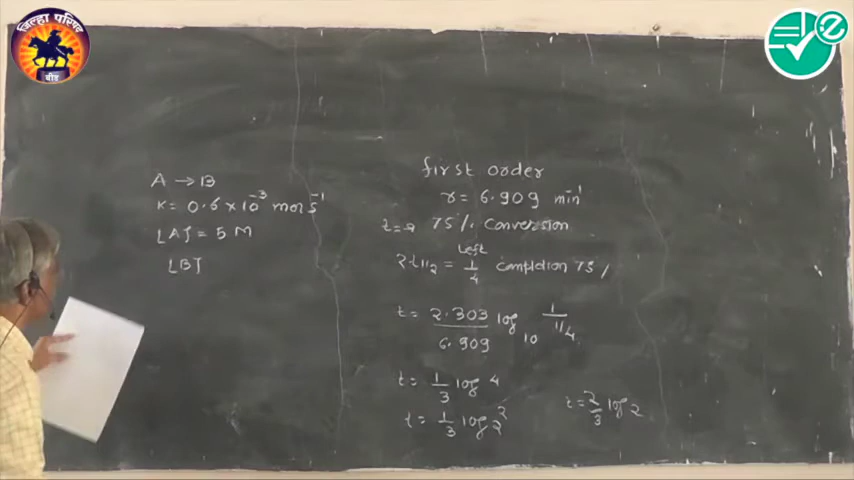 जिल्हा परिषद
बीड
e
A → B
K = 0.6 × 10⁻³ mol S⁻¹
[A] = 5 M
[B]
first order
r = 6.909 min⁻¹
t = 75% Conversion
2 t1/2 = 1/4 Left Completion 75%
t = 2.303/6.909 log₁₀ 1/1/4
t = 1/3 log 4
t = 1/3 log 2²
t = 2/3 log 2